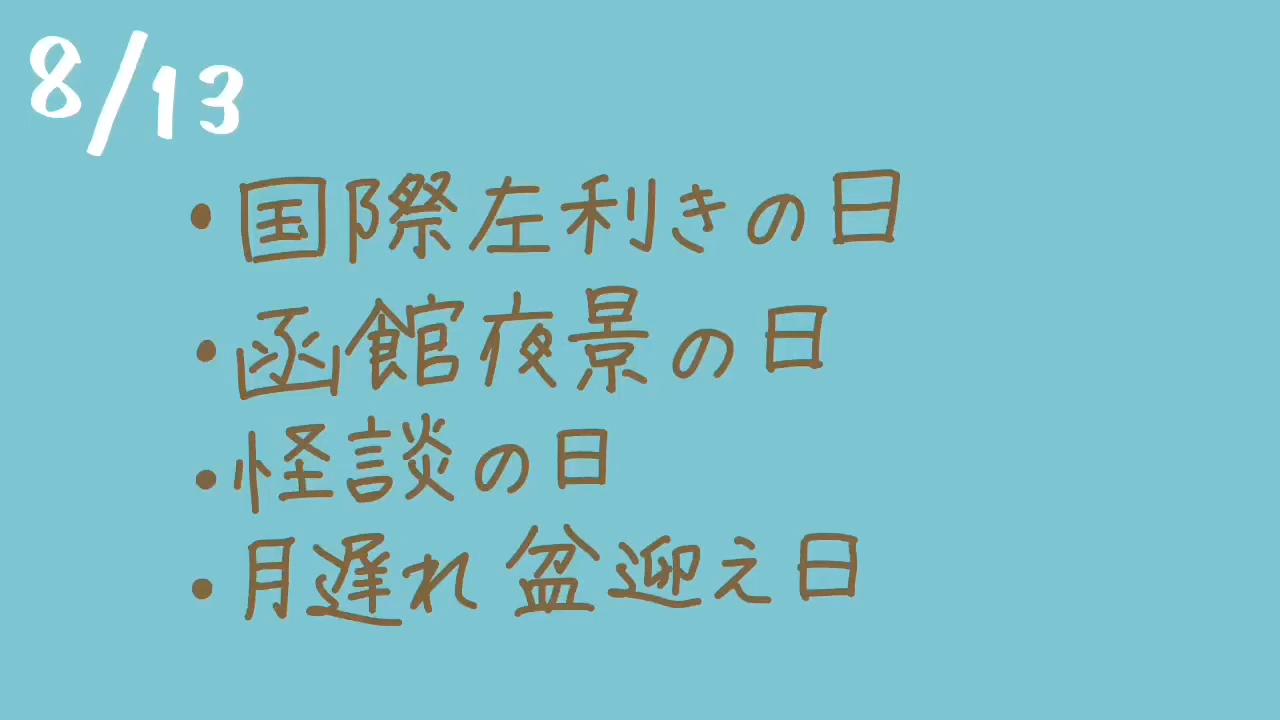 8/13
・国際左利きの日
・函館夜景の日
・怪談の日
・月遅れ盆迎え日